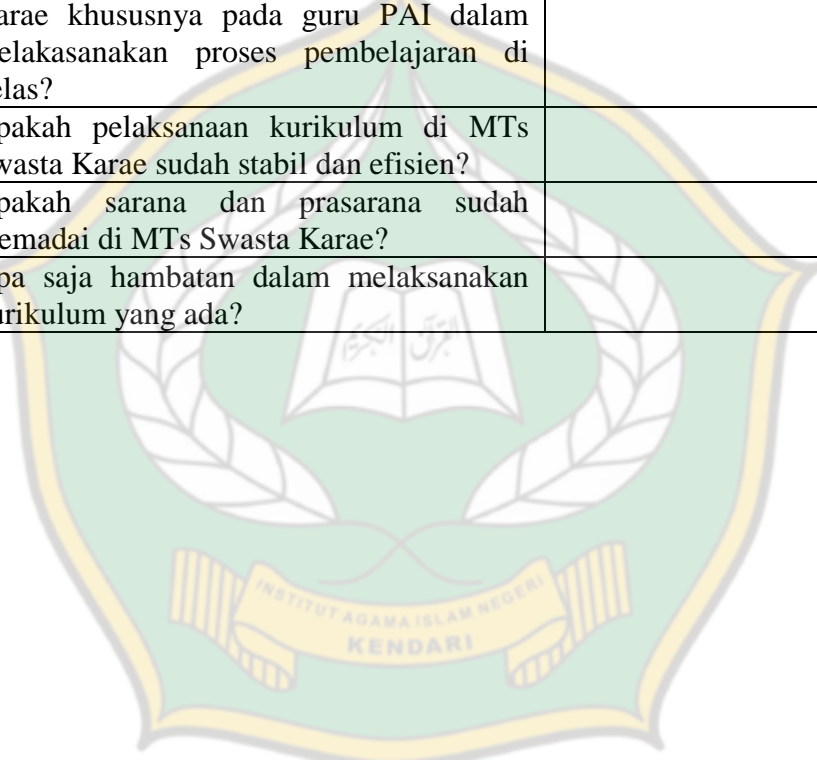 arae khususnya pada guru PAI dalam
elakasanakan proses pembelajaran di
elas?
pakah pelaksanaan kurikulum di MTs
wasta Karae sudah stabil dan efisien?
pakah sarana dan prasarana sudah
emadai di MTs Swasta Karae?
pa saja hambatan dalam melaksanakan
urikulum yang ada?
القرآن الكريم
INSTITUT AGAMA ISLAM NEGERI
KENDARI